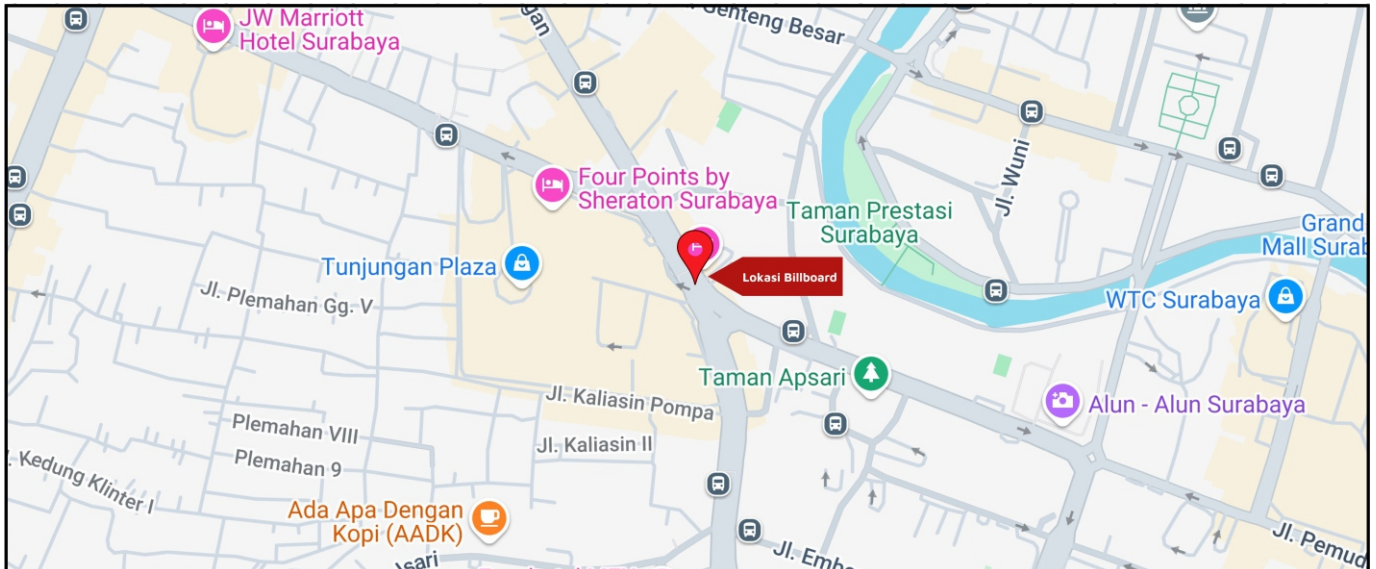 JW Marriott
Hotel Surabaya
Genteng Besar
Four Points by
Sheraton Surabaya
Jl. Wuni
Taman Prestasi
Surabaya
Grand
Tunjungan Plaza
Lokasi Billboard
Jl. Plemahan Gg. V
WTC Surabaya
Taman Apsari
Jl. Kaliasin Pompa
Alun - Alun Surabaya
Plemahan VIII
Jl. Kaliasin II
Plemahan 9
Kedung Klinter I
Ada Apa Dengan
Kopi (AADK)